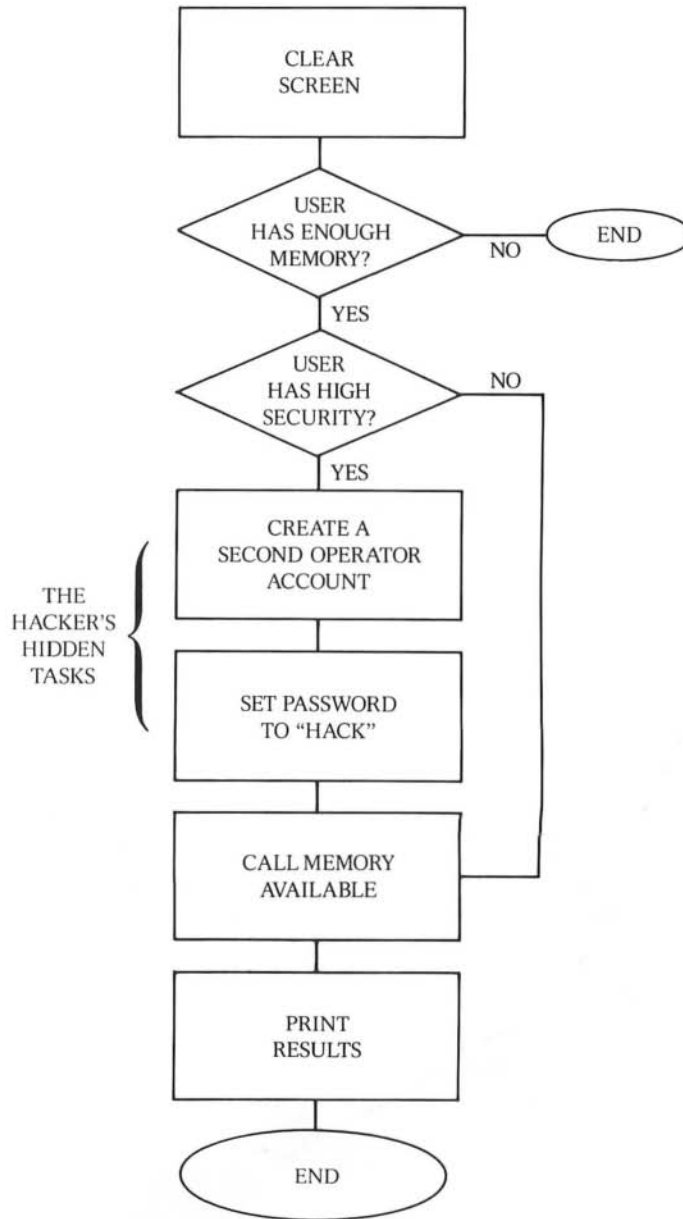 CLEAR
SCREEN
USER
HAS ENOUGH
MEMORY?
NO
END
YES
USER
HAS HIGH
SECURITY?
NO
YES
CREATE A
SECOND OPERATOR
ACCOUNT
THE
HACKER'S
HIDDEN
TASKS
SET PASSWORD
TO “HACK”
CALL MEMORY
AVAILABLE
PRINT
RESULTS
END